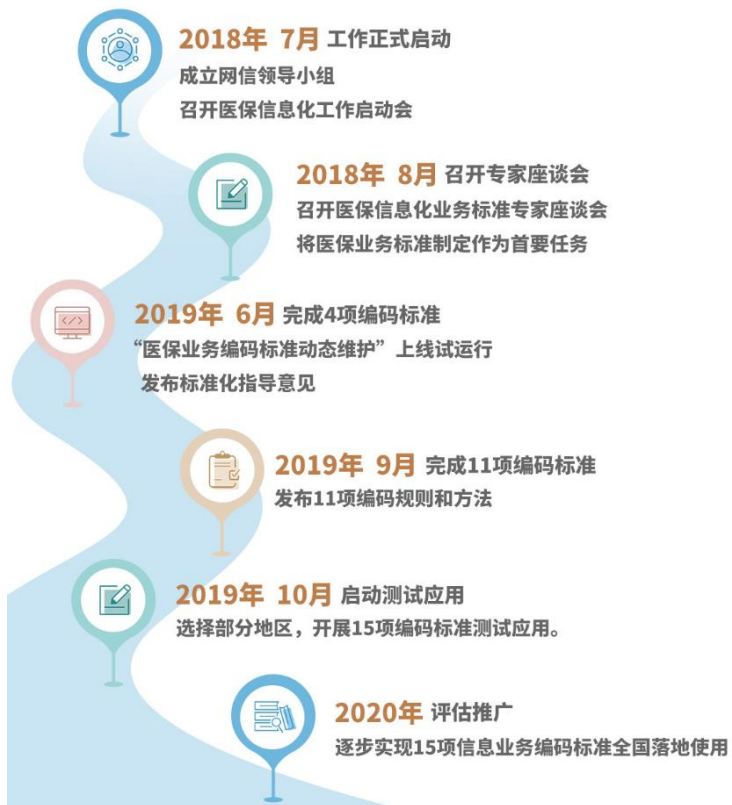 2018年 7月 工作正式启动
成立网信领导小组
召开医保信息化工作启动会
2018年 8月 召开专家座谈会
召开医保信息化业务标准专家座谈会
将医保业务标准制定作为首要任务
2019年 6月 完成4项编码标准
“医保业务编码标准动态维护”上线试运行
发布标准化指导意见
2019年 9月 完成11项编码标准
发布11项编码规则和方法
2019年 10月 启动测试应用
选择部分地区，开展15项编码标准测试应用。
2020年 评估推广
逐步实现15项信息业务编码标准全国落地使用